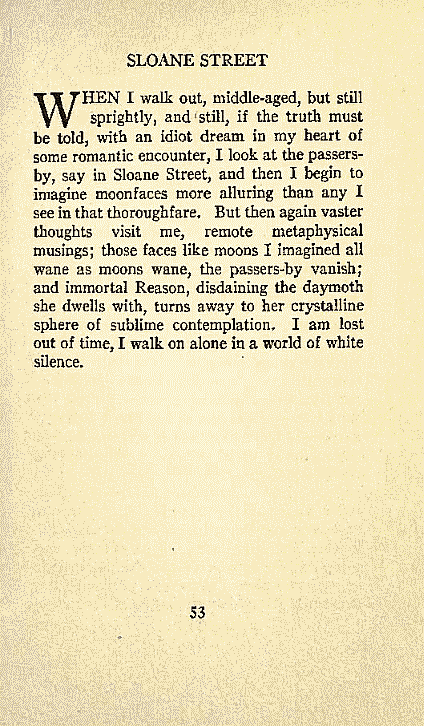 SLOANE STREET
WHEN I walk out, middle-aged, but still
sprightly, and still, if the truth must
be told, with an idiot dream in my heart of
some romantic encounter, I look at the passers-
by, say in Sloane Street, and then I begin to
imagine moonfaces more alluring than any I
see in that thoroughfare. But then again vaster
thoughts visit me, remote metaphysical
musings; those faces like moons I imagined all
wane as moons wane, the passers-by vanish;
and immortal Reason, disdaining the daymoth
she dwells with, turns away to her crystalline
sphere of sublime contemplation. I am lost
out of time, I walk on alone in a world of white
silence.
53